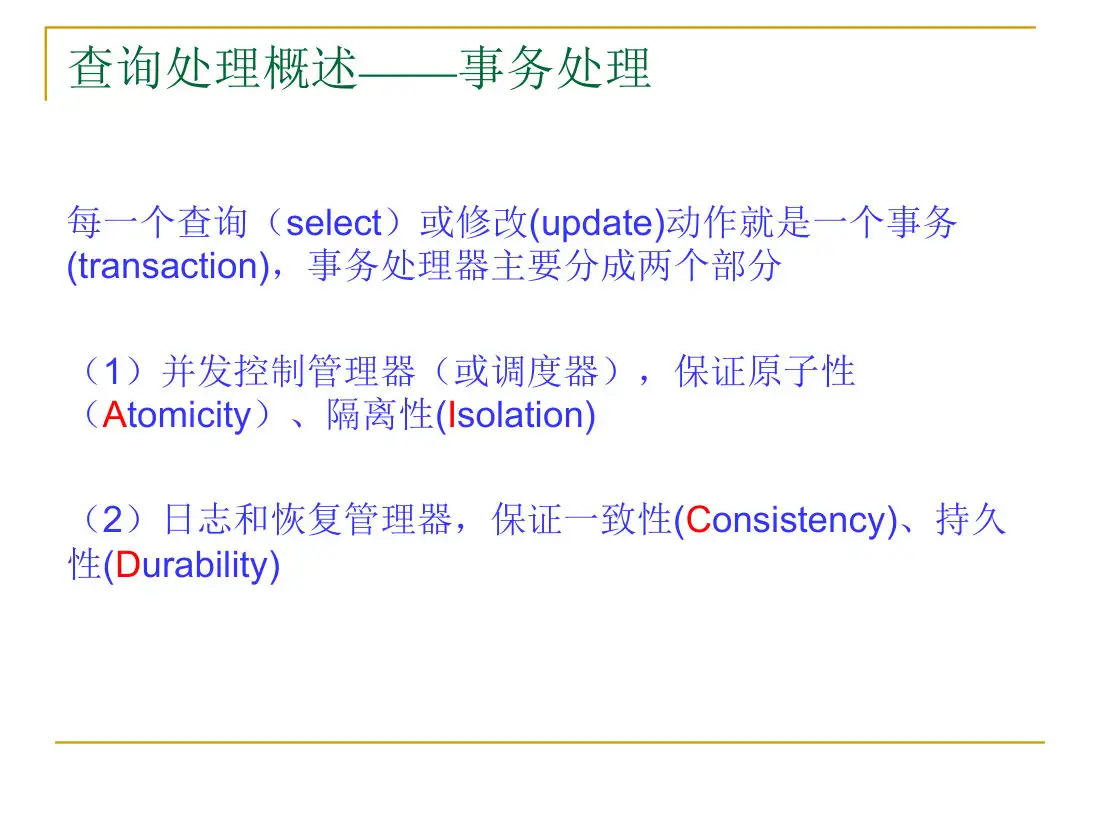 查询处理概述——事务处理
每一个查询（select）或修改(update)动作就是一个事务
(transaction)，事务处理器主要分成两个部分
（1）并发控制管理器（或调度器），保证原子性
（Atomicity）、隔离性(Isolation)
（2）日志和恢复管理器，保证一致性(Consistency)、持久
性(Durability)